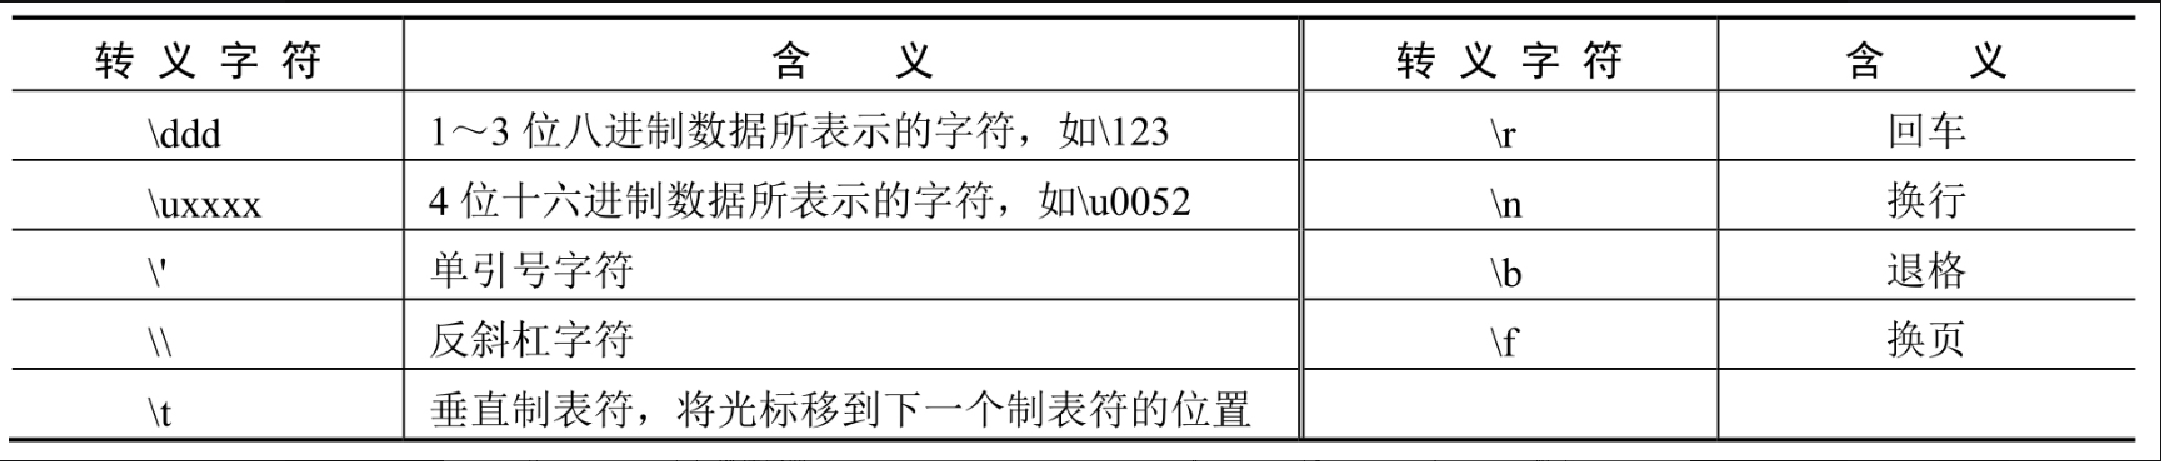 转义字符 含义 转义字符 含义
\ddd 1～3位八进制数据所表示的字符，如\123 \r 回车
\uxxxx 4位十六进制数据所表示的字符，如\u0052 \n 换行
\' 单引号字符 \b 退格
\\ 反斜杠字符 \f 换页
\t 垂直制表符，将光标移到下一个制表符的位置